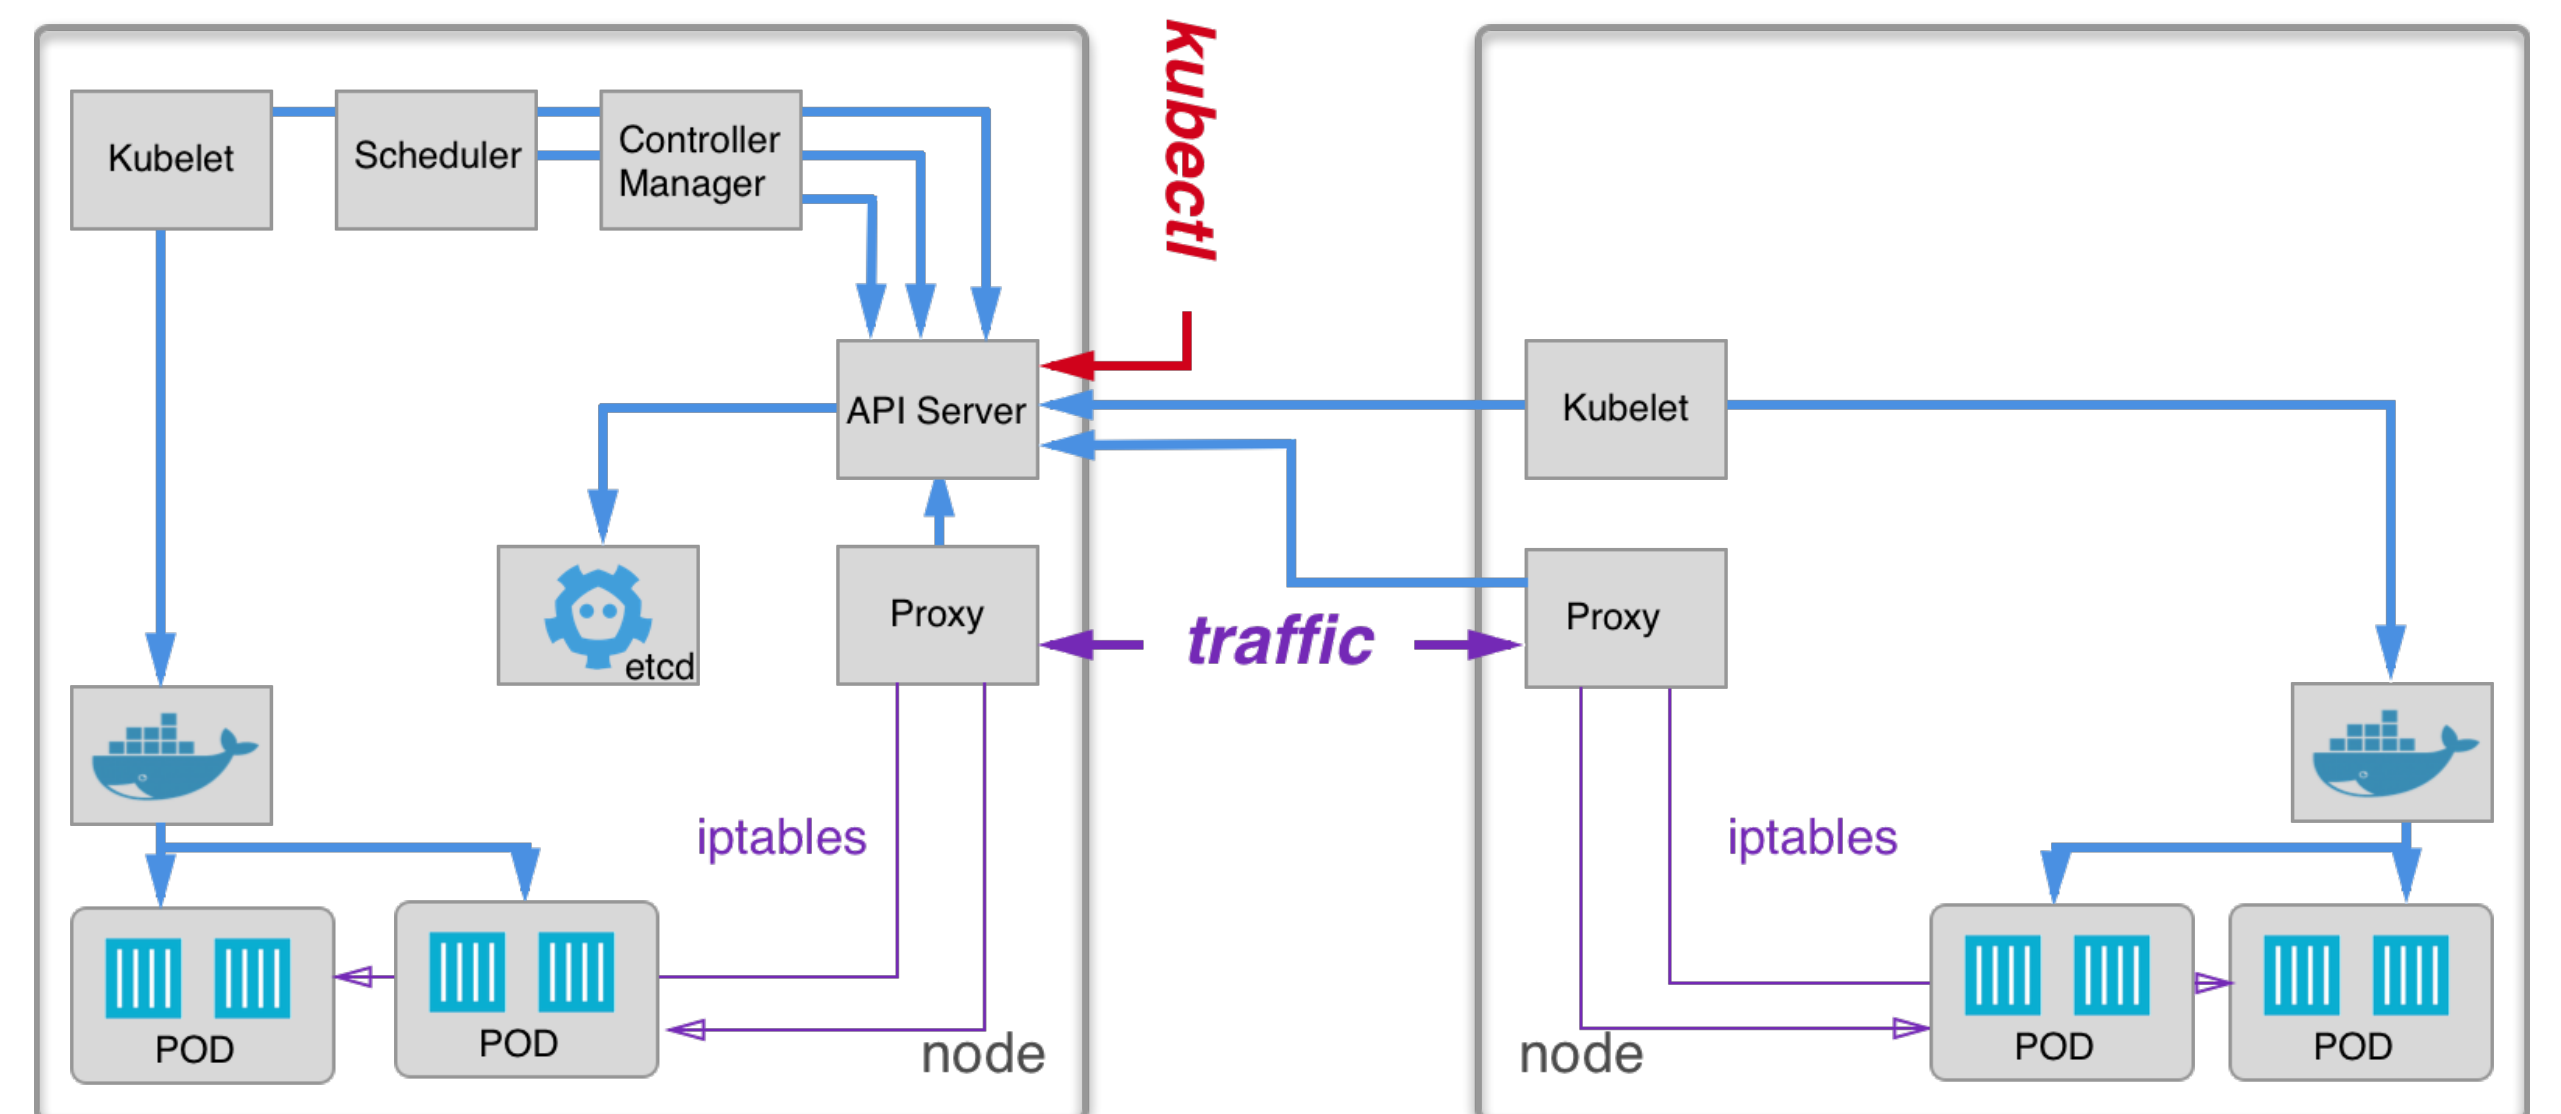 kubectl
Kubelet
Scheduler
Controller
Manager
API Server
Kubelet
etcd
Proxy
traffic
Proxy
iptables
iptables
POD
POD
node
node
POD
POD